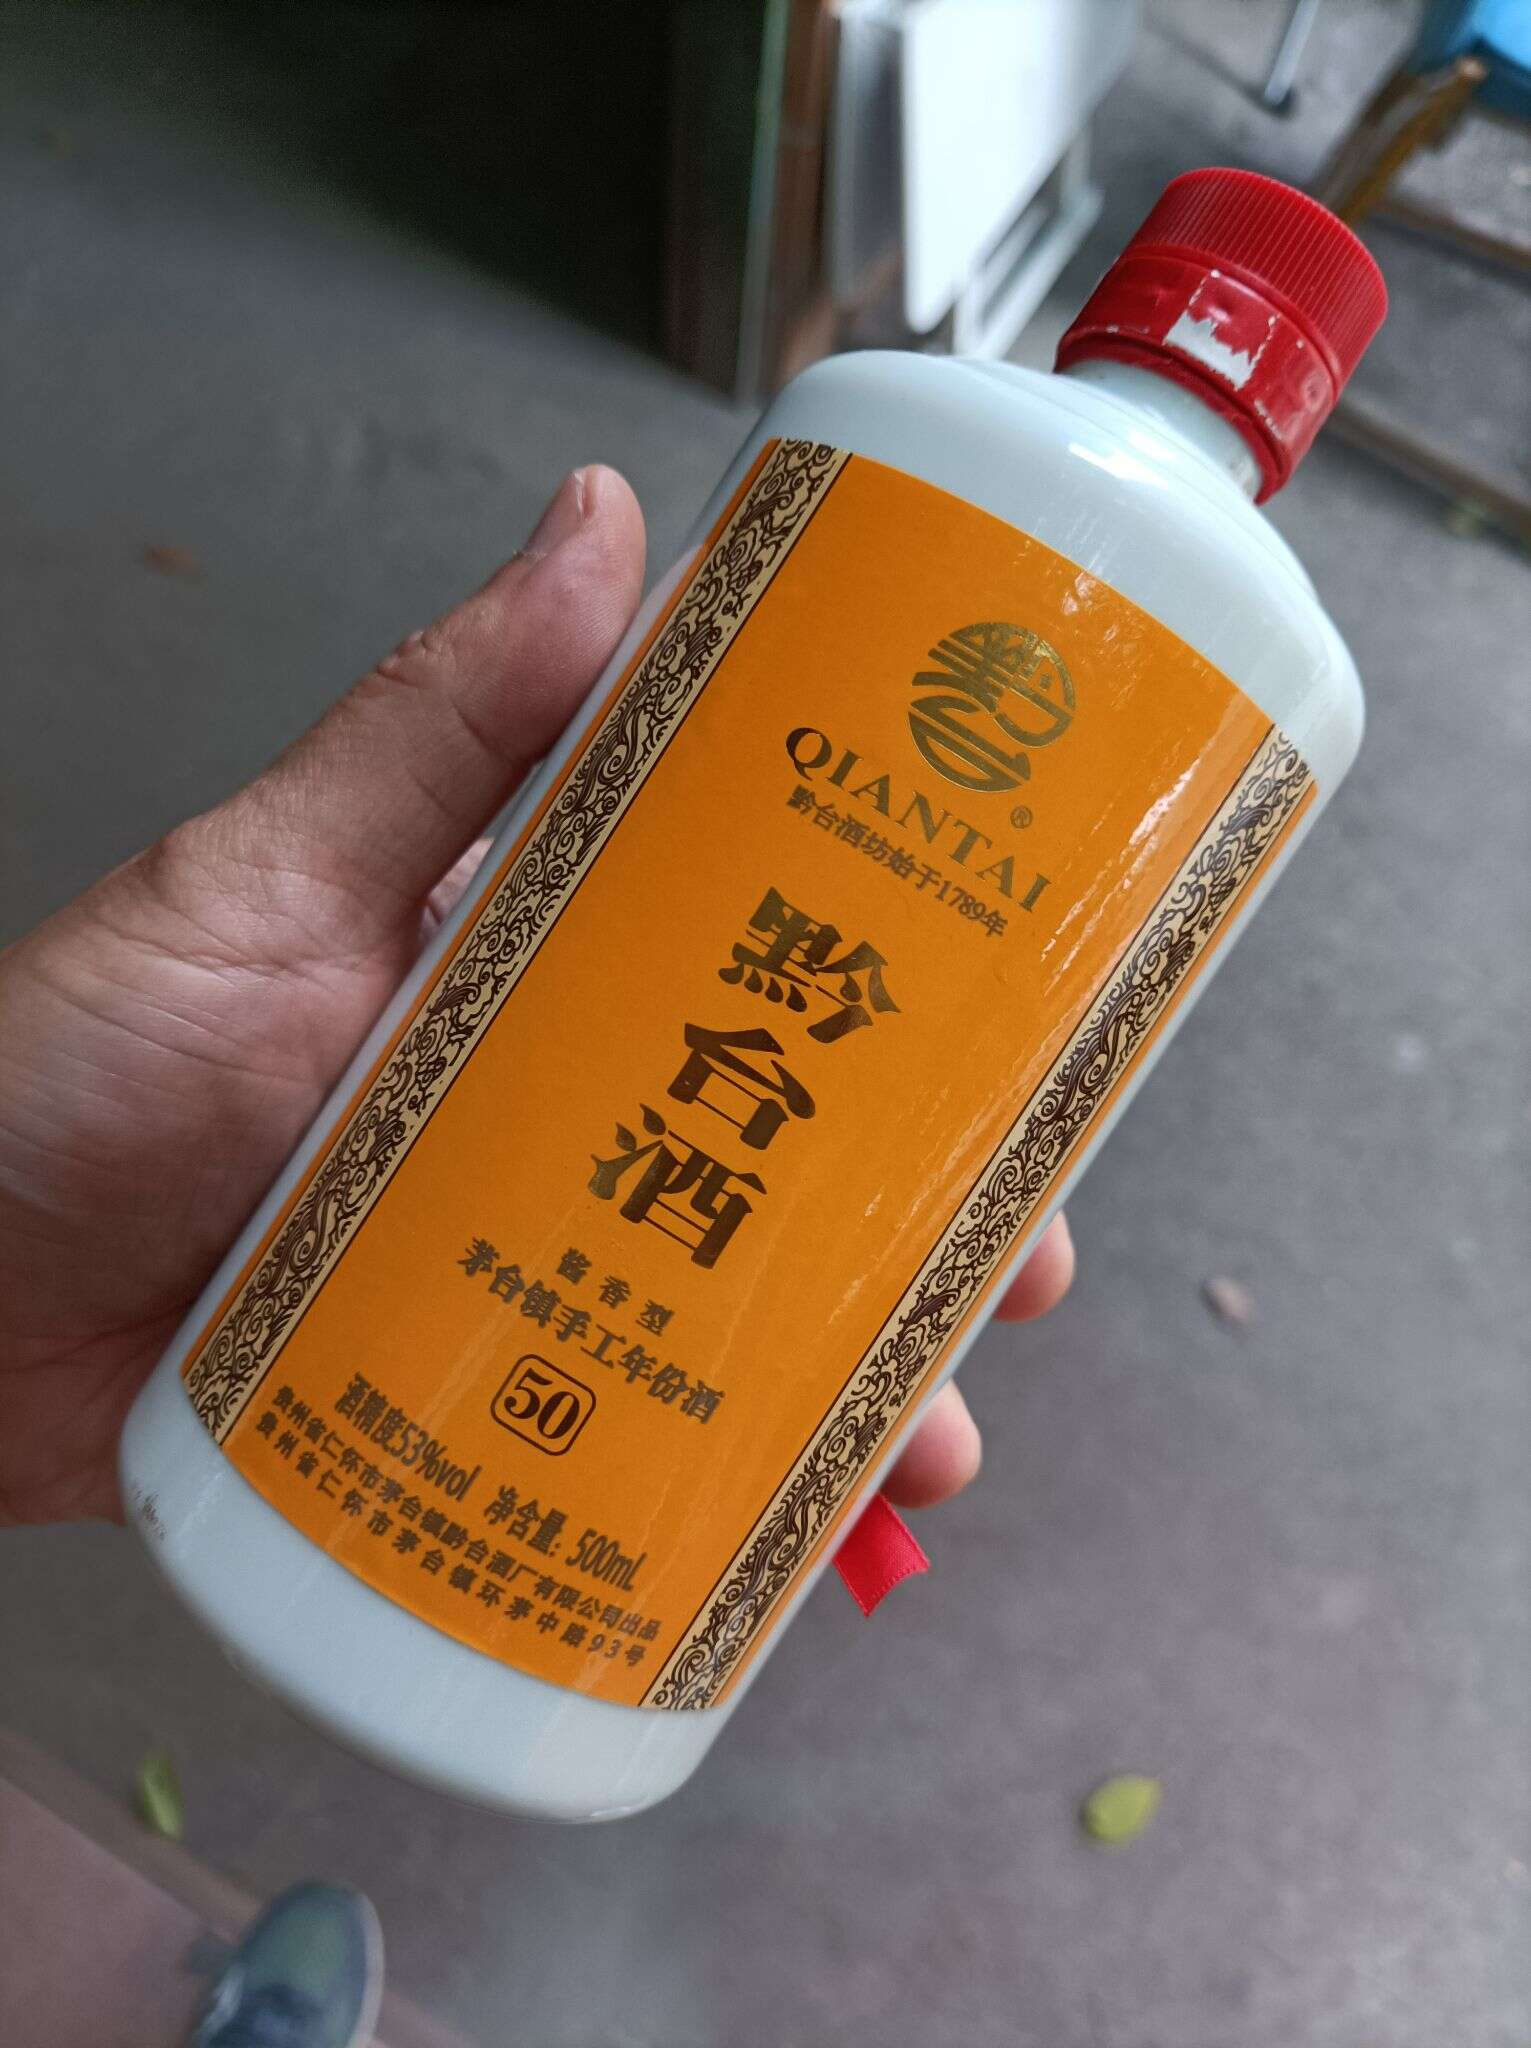 黔台
®
QIANTAI
黔台酒坊始于1789年
黔台酒
酱香型
茅台镇手工年份酒
50
酒精度53%vol 净含量:500mL
贵州省仁怀市茅台镇黔台酒厂有限公司出品
贵州省仁怀市茅台镇环茅中路93号